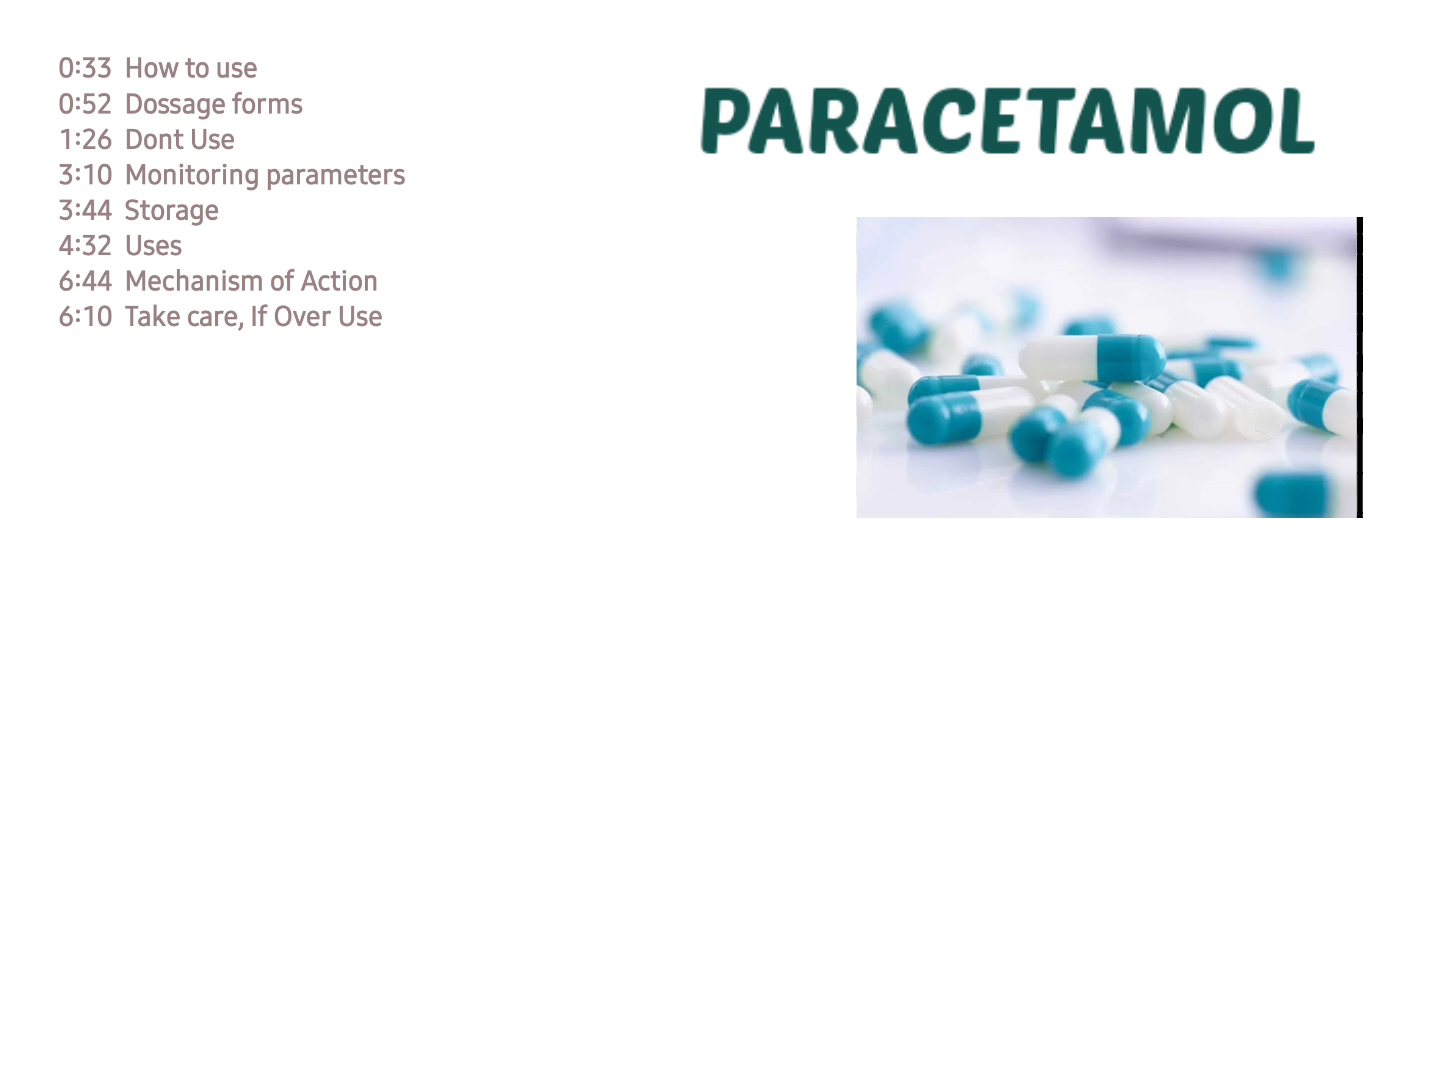 0:33 How to use
0:52 Dossage forms
1:26 Dont Use
3:10 Monitoring parameters
3:44 Storage
4:32 Uses
6:44 Mechanism of Action
6:10 Take care, If Over Use
PARACETAMOL